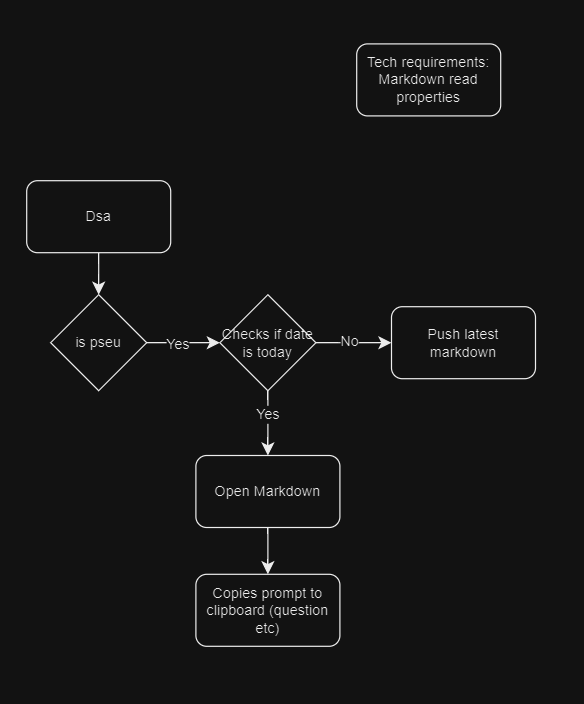 Tech requirements:
Markdown read
properties
Dsa
is pseu
Yes
Checks if date
is today
No
Push latest
markdown
Yes
Open Markdown
Copies prompt to
clipboard (question
etc)